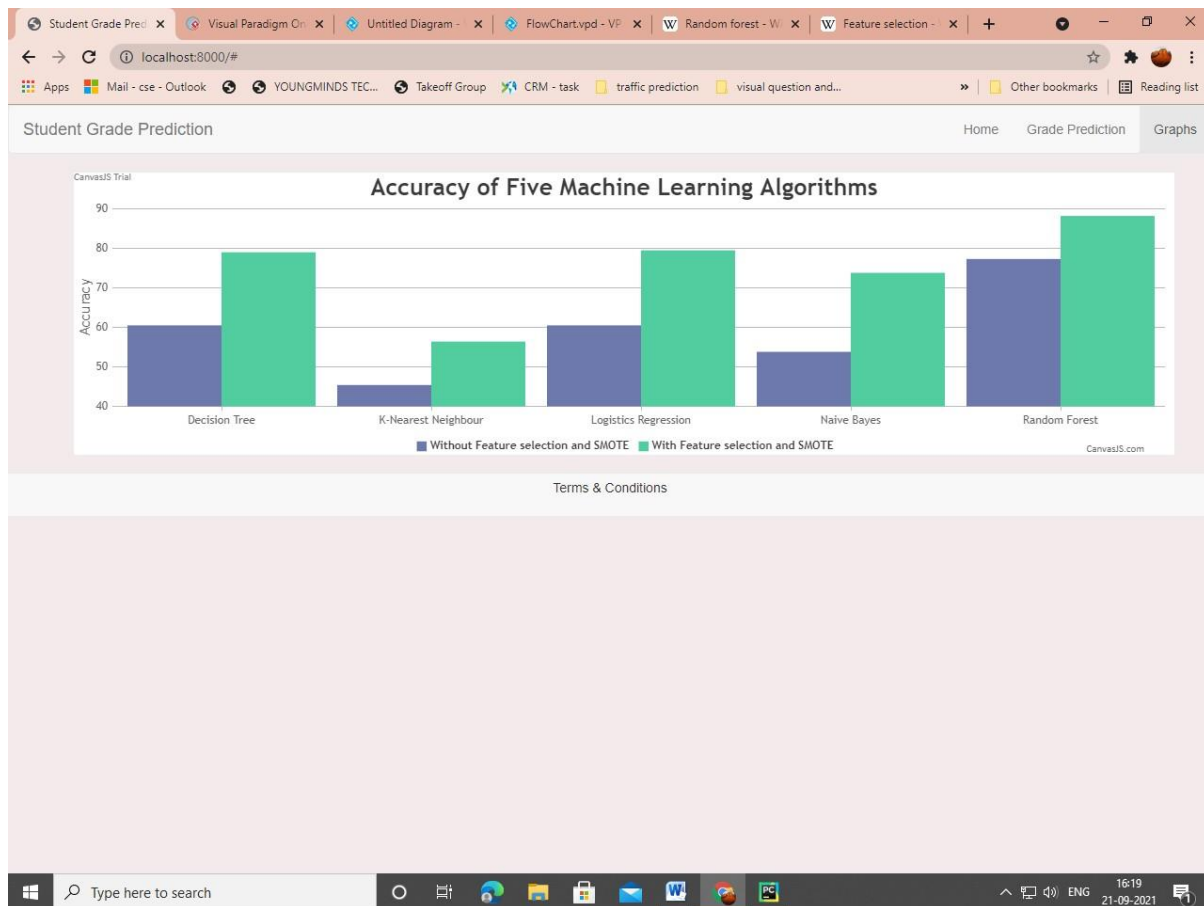 Student Grade Pred
Visual Paradigm On
Untitled Diagram -
FlowChart.vpd - VP
Random forest - W
Feature selection -
localhost:8000/#
Apps Mail - cse - Outlook YOUNGMINDS TEC... Takeoff Group CRM - task traffic prediction visual question and... » Other bookmarks Reading list
Student Grade Prediction Home Grade Prediction Graphs
CanvasJS Trial
Accuracy of Five Machine Learning Algorithms
Accuracy
90
80
70
60
50
40
Decision Tree K-Nearest Neighbour Logistics Regression Naive Bayes Random Forest
Without Feature selection and SMOTE With Feature selection and SMOTE
CanvasJS.com
Terms & Conditions
Type here to search
ENG
16:19
21-09-2021